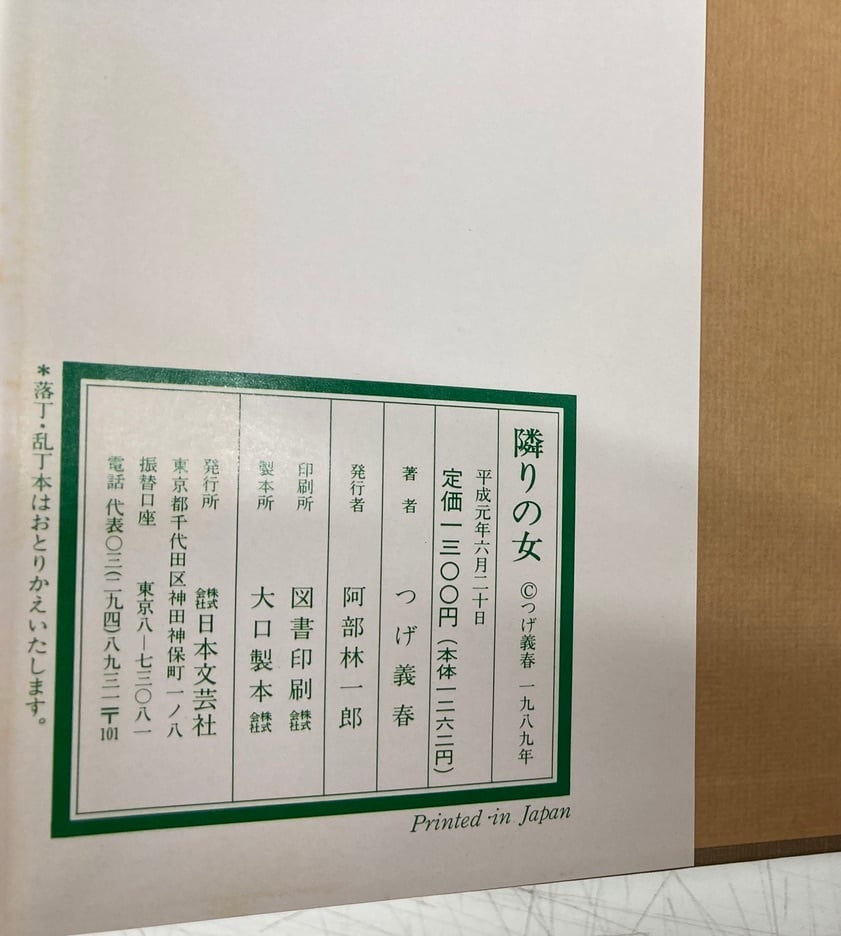 隣りの女 ©つげ義春 一九八九年
平成元年六月二十日
定価一三〇〇円(本体一二六二円)
著者 つげ義春
発行者 阿部林一郎
印刷所 図書印刷株式会社
製本所 大口製本株式会社
発行所 株式会社日本文芸社
東京都千代田区神田神保町一ノ八
振替口座 東京八―七三〇八一
電話 代表〇三(二九四)八九三一〒101
*落丁・乱丁本はおとりかえいたします。
Printed in Japan